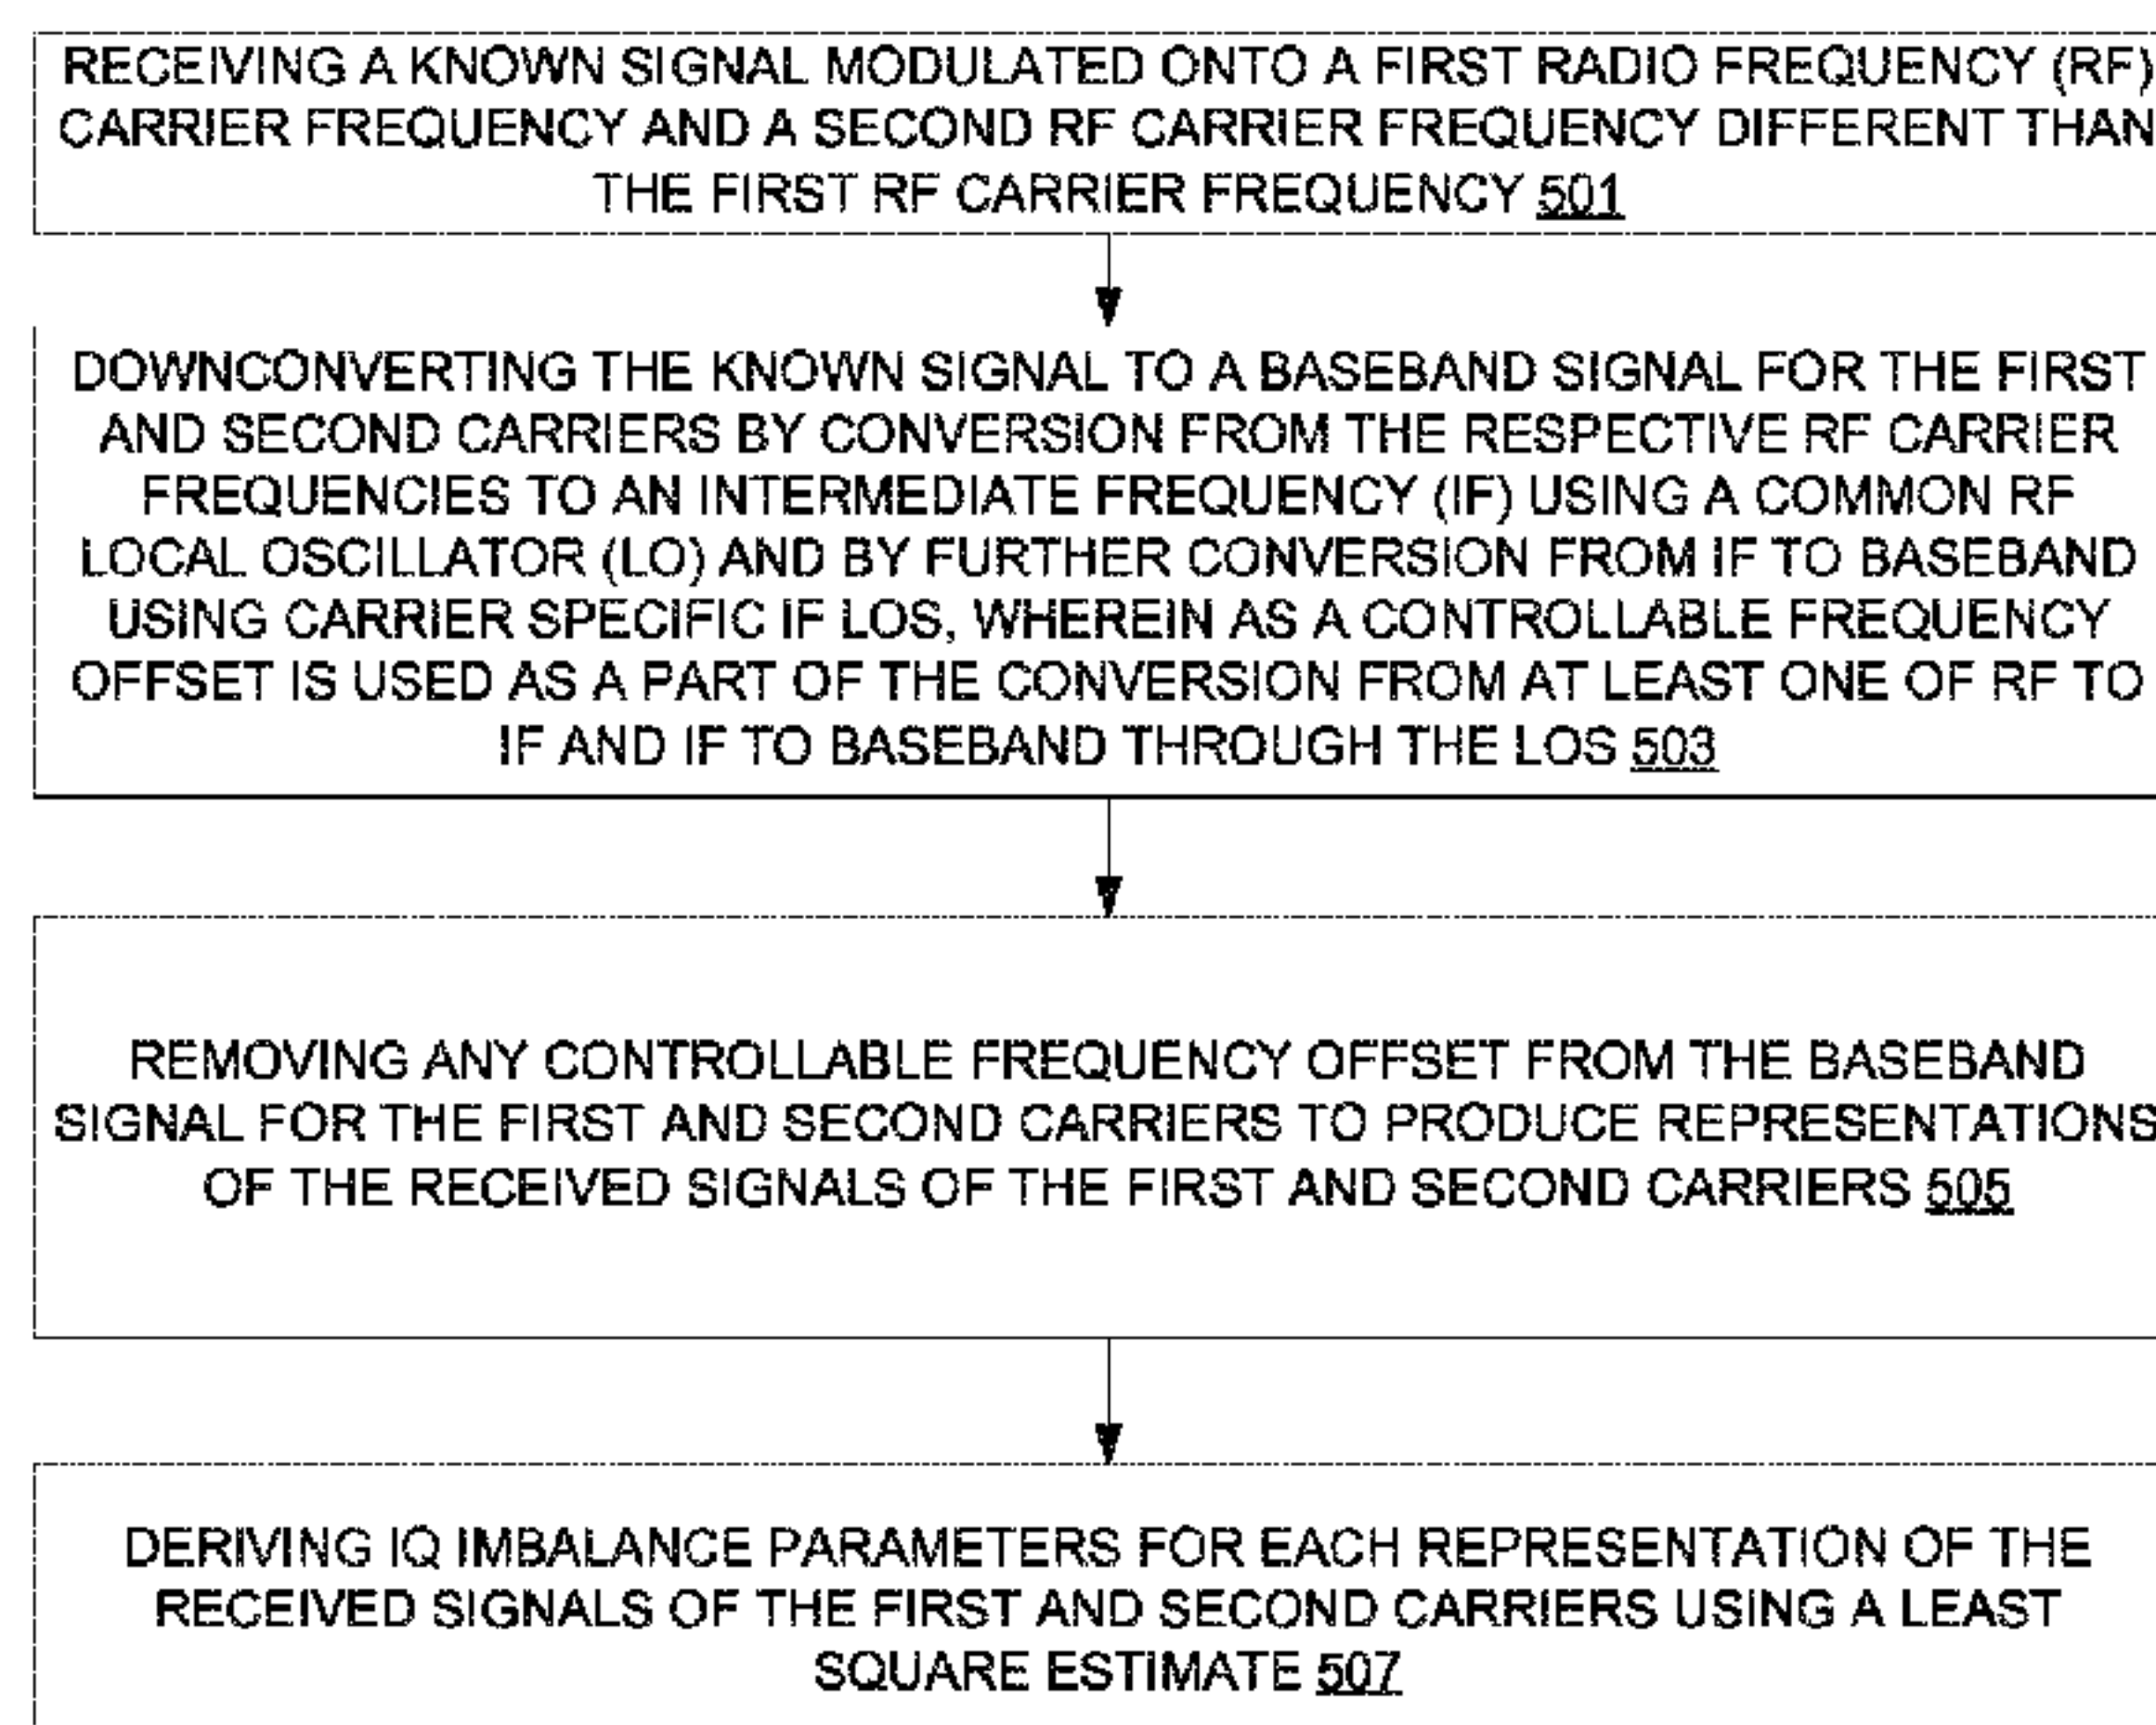 RECEIVING A KNOWN SIGNAL MODULATED ONTO A FIRST RADIO FREQUENCY (RF)
CARRIER FREQUENCY AND A SECOND RF CARRIER FREQUENCY DIFFERENT THAN
THE FIRST RF CARRIER FREQUENCY 501
DOWNCONVERTING THE KNOWN SIGNAL TO A BASEBAND SIGNAL FOR THE FIRST
AND SECOND CARRIERS BY CONVERSION FROM THE RESPECTIVE RF CARRIER
FREQUENCIES TO AN INTERMEDIATE FREQUENCY (IF) USING A COMMON RF
LOCAL OSCILLATOR (LO) AND BY FURTHER CONVERSION FROM IF TO BASEBAND
USING CARRIER SPECIFIC IF LOS, WHEREIN AS A CONTROLLABLE FREQUENCY
OFFSET IS USED AS A PART OF THE CONVERSION FROM AT LEAST ONE OF RF TO
IF AND IF TO BASEBAND THROUGH THE LOS 503
REMOVING ANY CONTROLLABLE FREQUENCY OFFSET FROM THE BASEBAND
SIGNAL FOR THE FIRST AND SECOND CARRIERS TO PRODUCE REPRESENTATIONS
OF THE RECEIVED SIGNALS OF THE FIRST AND SECOND CARRIERS 505
DERIVING IQ IMBALANCE PARAMETERS FOR EACH REPRESENTATION OF THE
RECEIVED SIGNALS OF THE FIRST AND SECOND CARRIERS USING A LEAST
SQUARE ESTIMATE 507